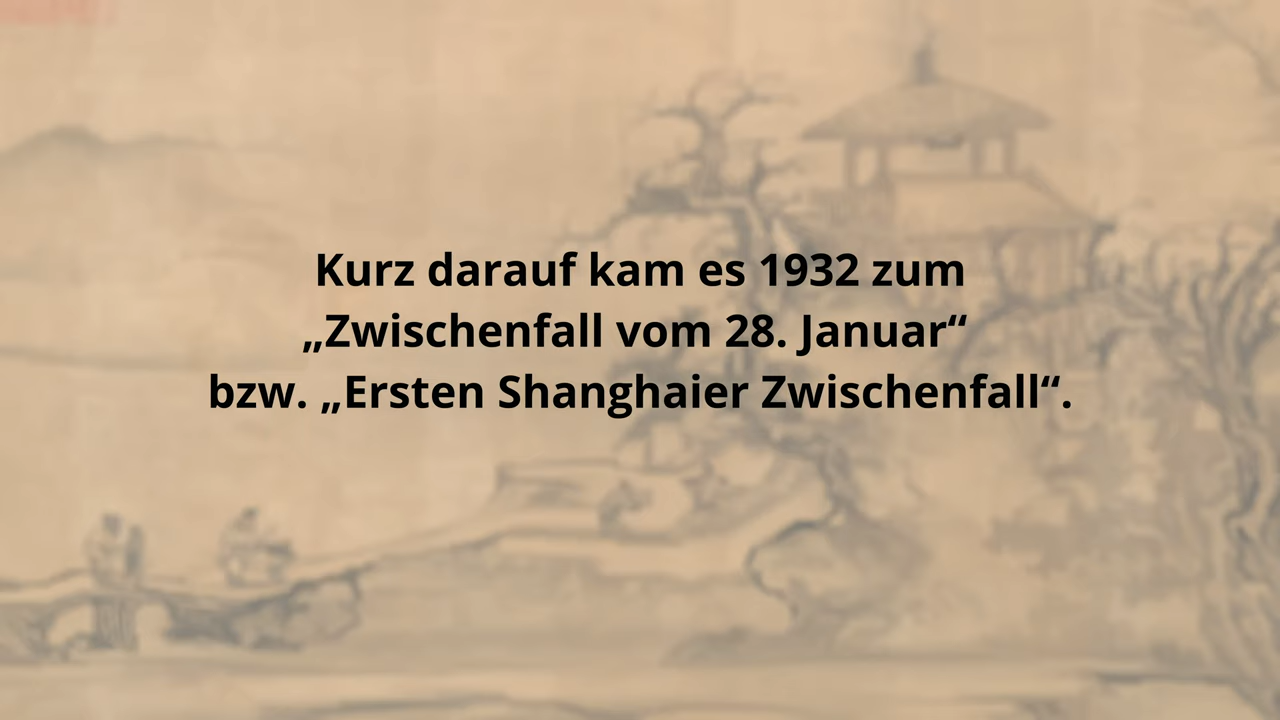 Kurz darauf kam es 1932 zum
„Zwischenfall vom 28. Januar“
bzw. „Ersten Shanghaier Zwischenfall“.